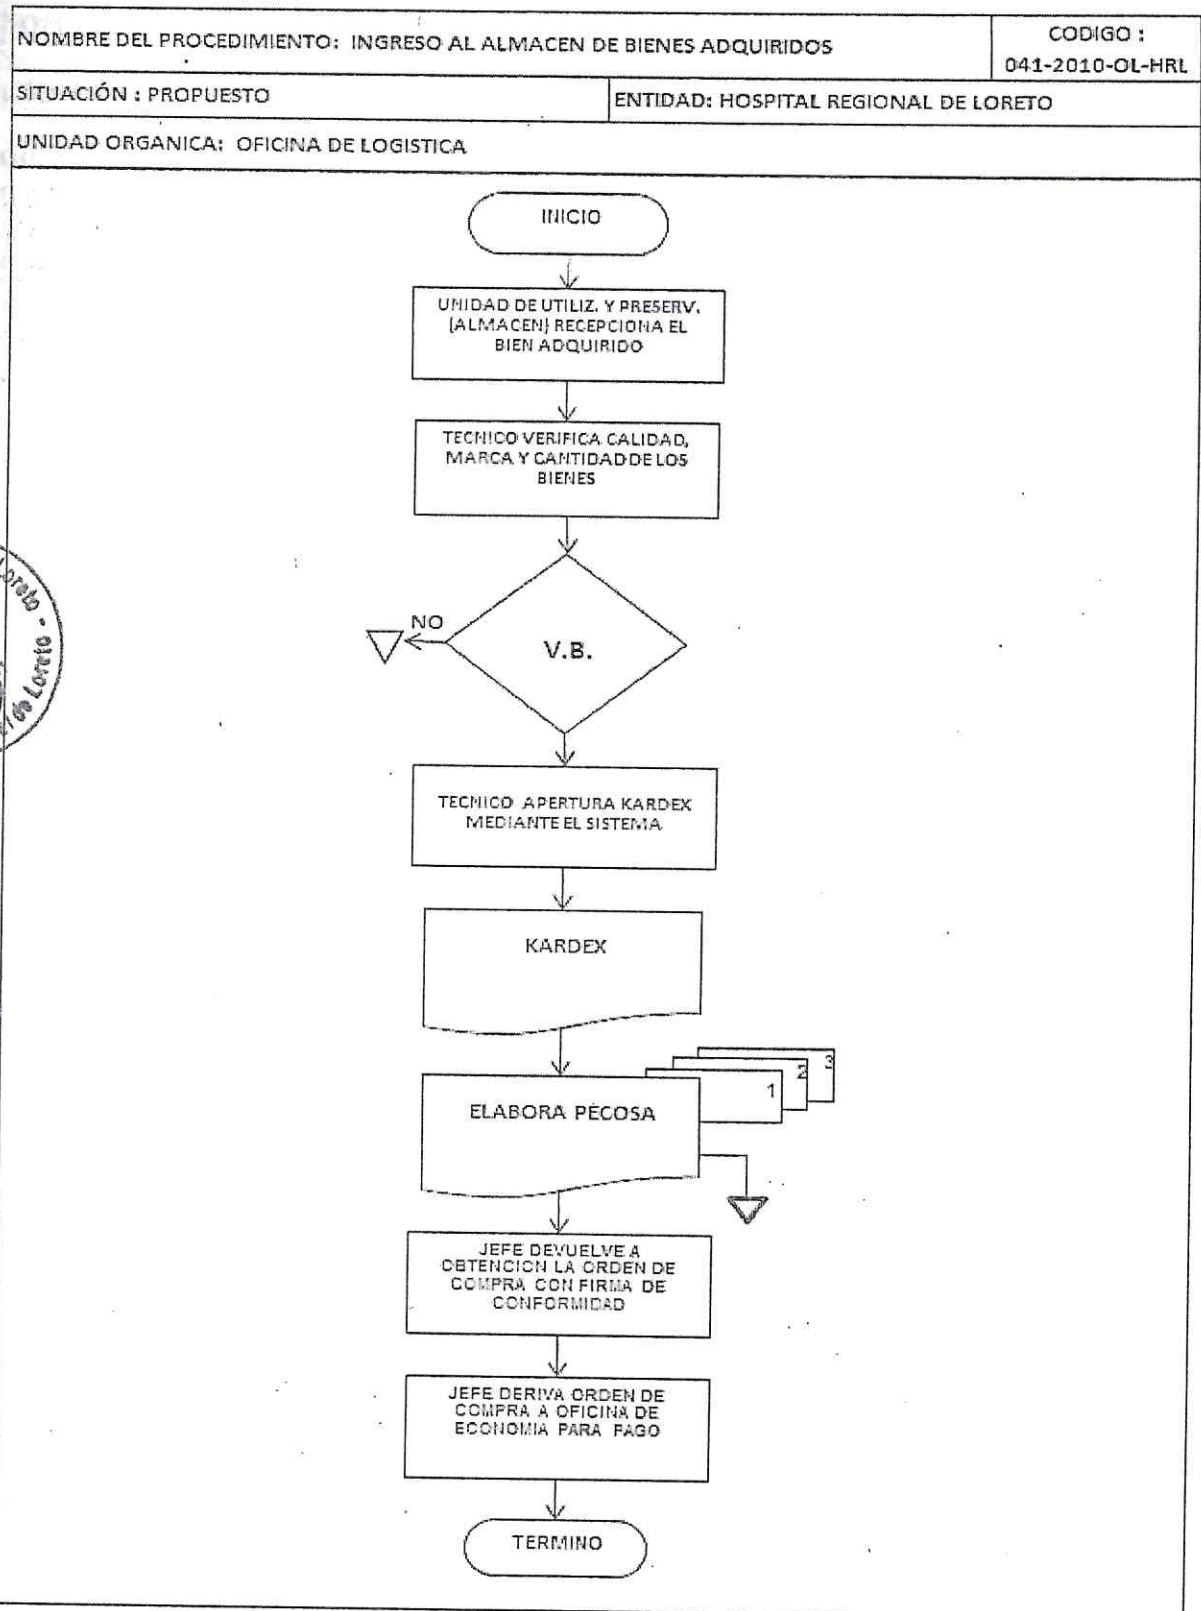 NOMBRE DEL PROCEDIMIENTO: INGRESO AL ALMACEN DE BIENES ADQUIRIDOS
CODIGO :
041-2010-OL-HRL
SITUACIÓN : PROPUESTO
ENTIDAD: HOSPITAL REGIONAL DE LORETO
UNIDAD ORGANICA: OFICINA DE LOGISTICA
INICIO
UNIDAD DE UTILIZ. Y PRESERV.
(ALMACEN) RECEPCIONA EL
BIEN ADQUIRIDO
TECNICO VERIFICA CALIDAD,
MARCA Y CANTIDAD DE LOS
BIENES
NO
V.B.
Loreto -
de Loreto
TECNICO APERTURA KARDEX
MEDIANTE EL SISTEMA
KARDEX
3
2
1
ELABORA PECOSA
JEFE DEVUELVE A
OBTENCION LA ORDEN DE
COMPRA CON FIRMA DE
CONFORMIDAD
JEFE DERIVA ORDEN DE
COMPRA A OFICINA DE
ECONOMIA PARA PAGO
TERMINO